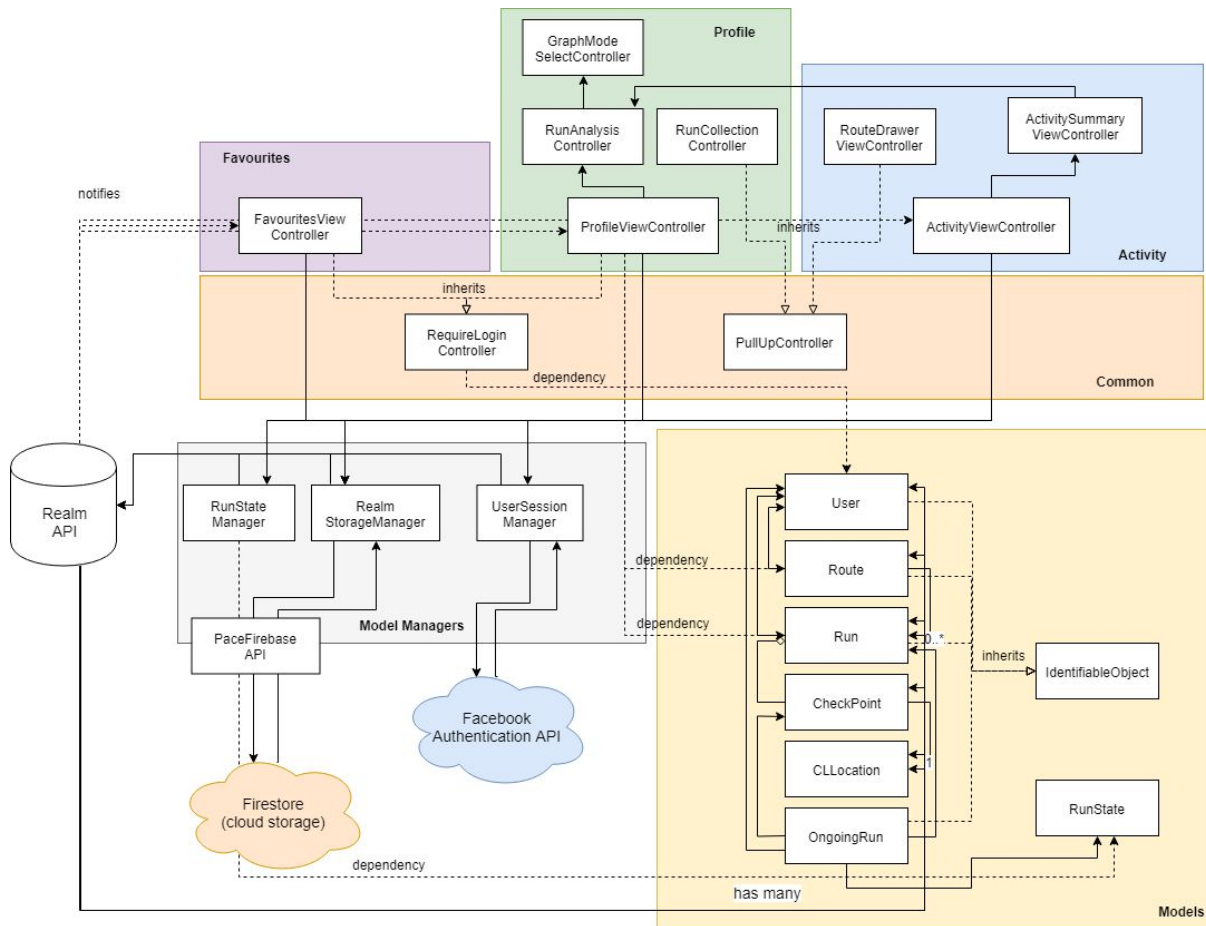 Profile
GraphMode
SelectController
RunAnalysis
Controller
RunCollection
Controller
RouteDrawer
ViewController
ActivitySummary
ViewController
Favourites
notifies
FavouritesView
Controller
ProfileViewController
inherits
ActivityViewController
Activity
inherits
RequireLogin
Controller
PullUpController
dependency
Common
Realm
API
RunState
Manager
Realm
StorageManager
UserSession
Manager
User
dependency
Route
PaceFirebase
API
Model Managers
dependency
Run
0..*
inherits
IdentifiableObject
CheckPoint
Facebook
Authentication API
CLLocation
1
Firestore
(cloud storage)
RunState
OngoingRun
dependency
has many
Models